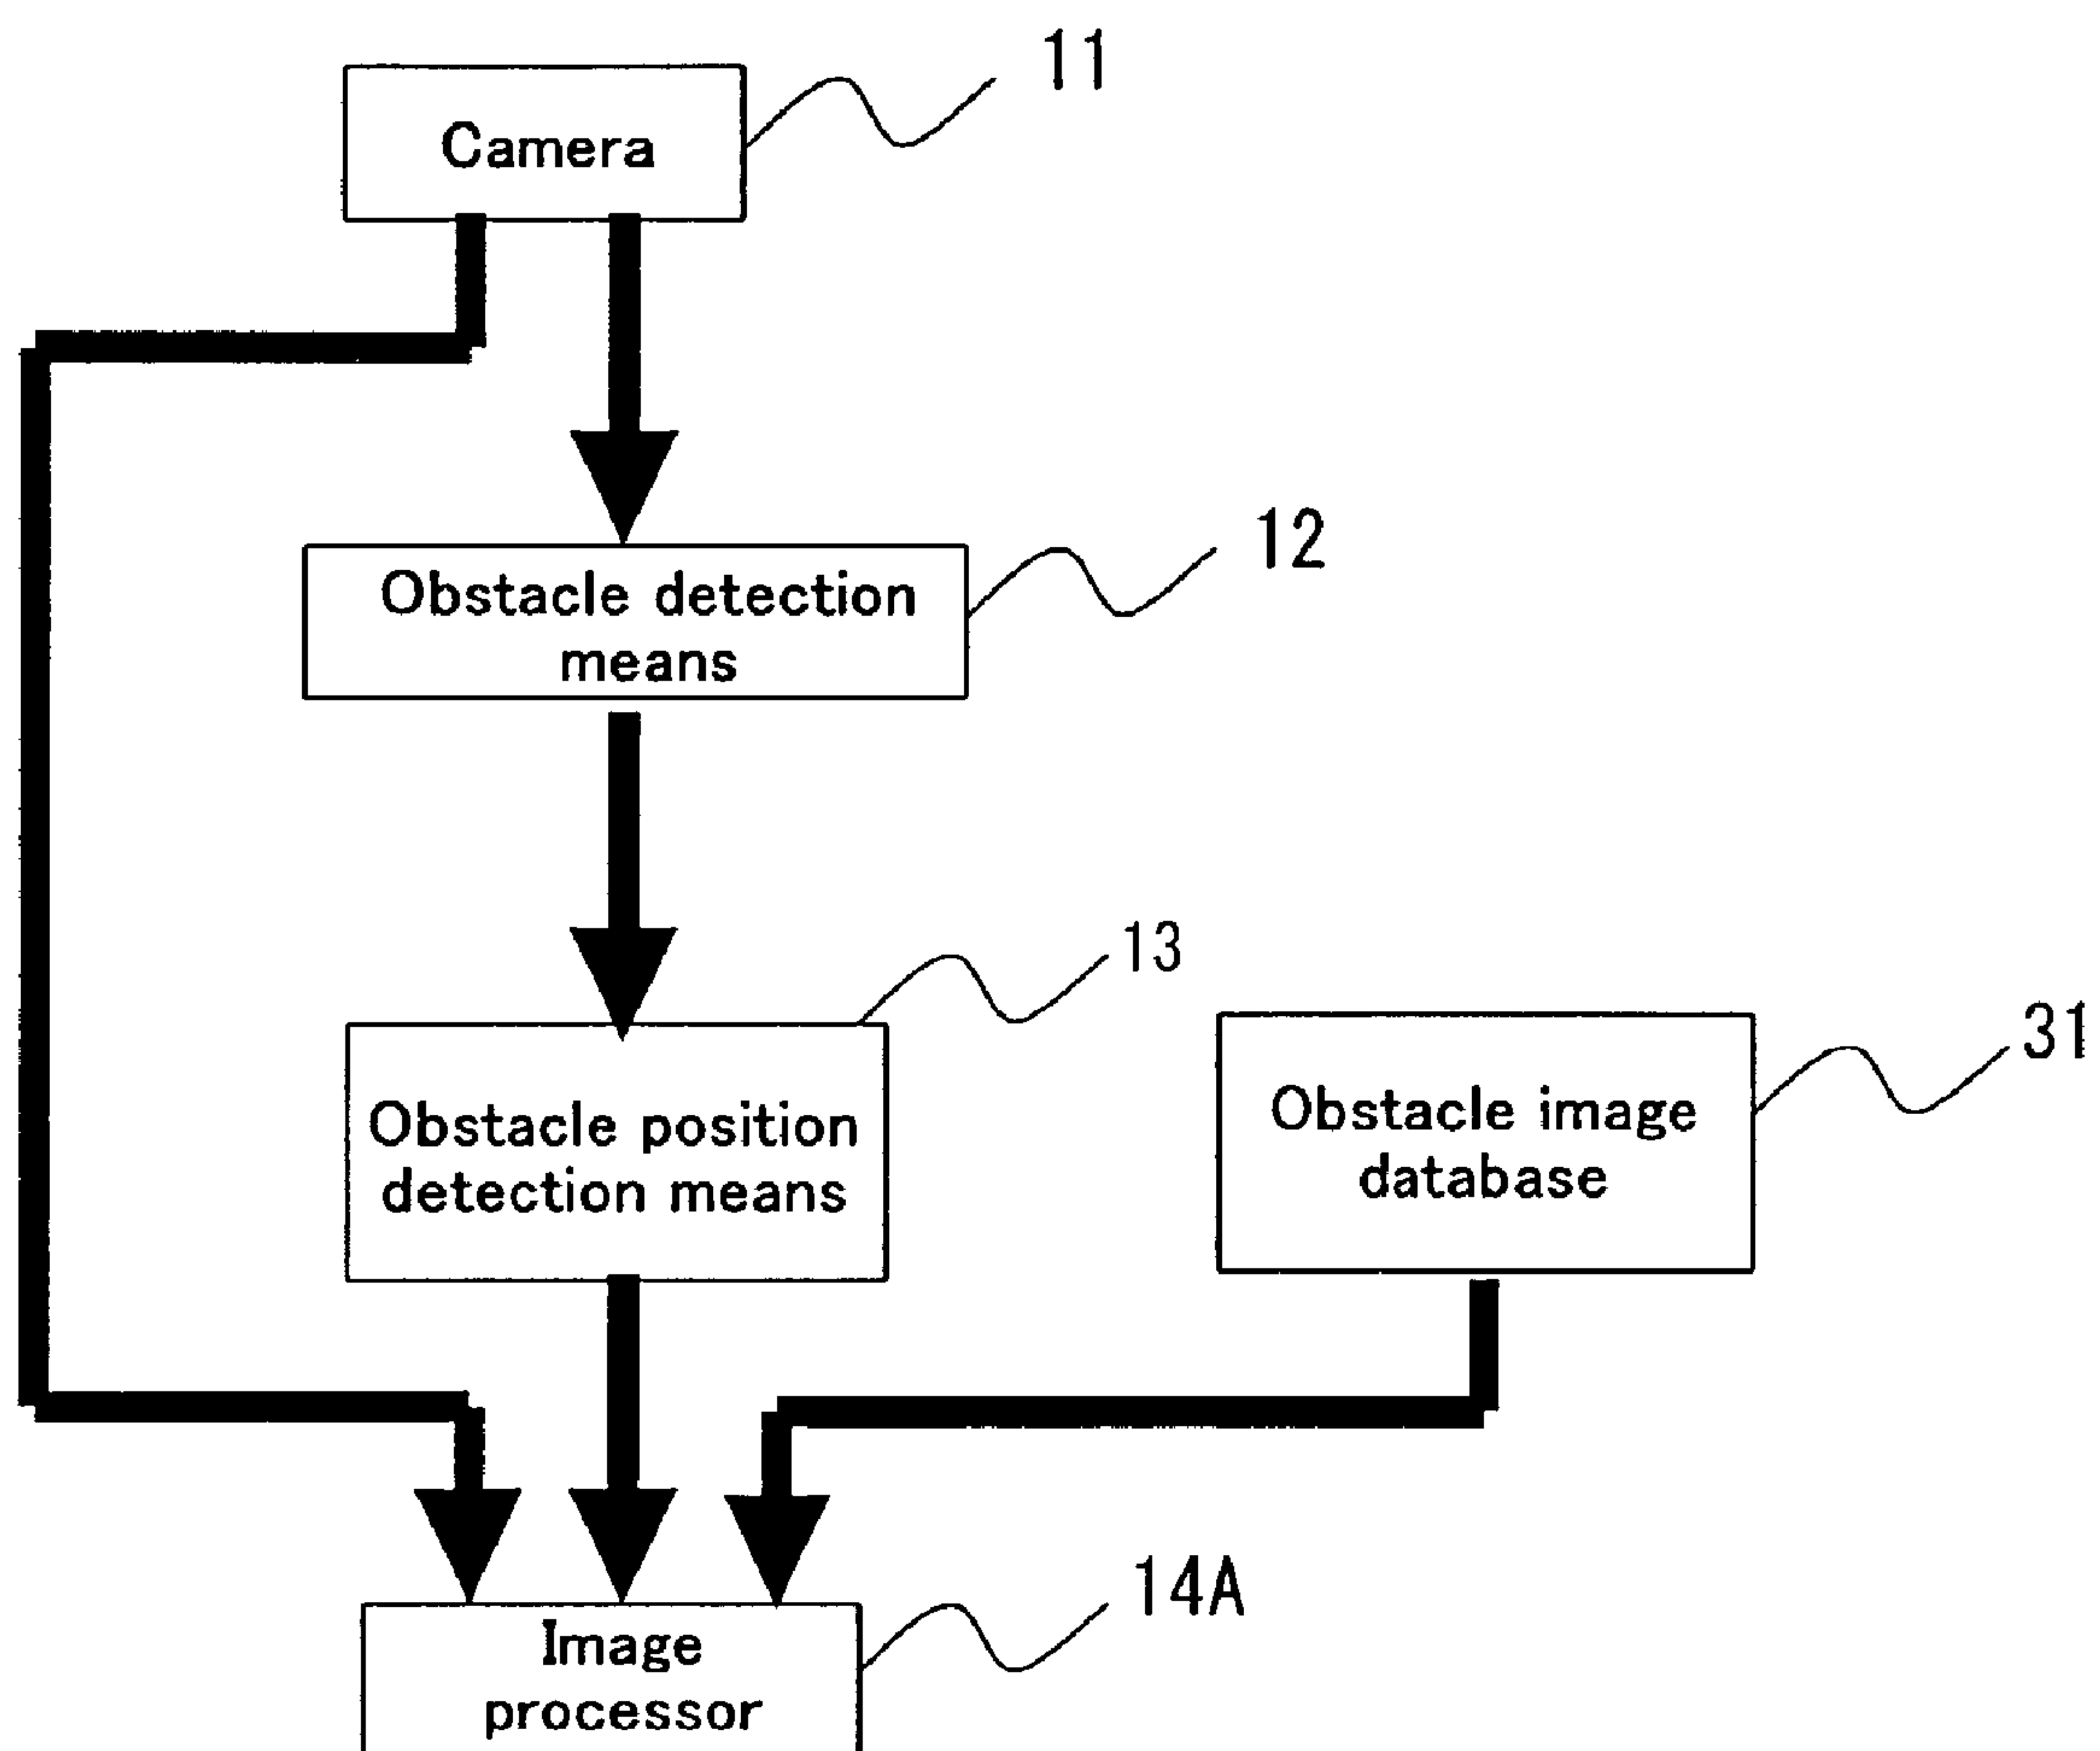 11
Camera
12
Obstacle detection
means
13
Obstacle position
detection means
31
Obstacle image
database
14A
Image
processor